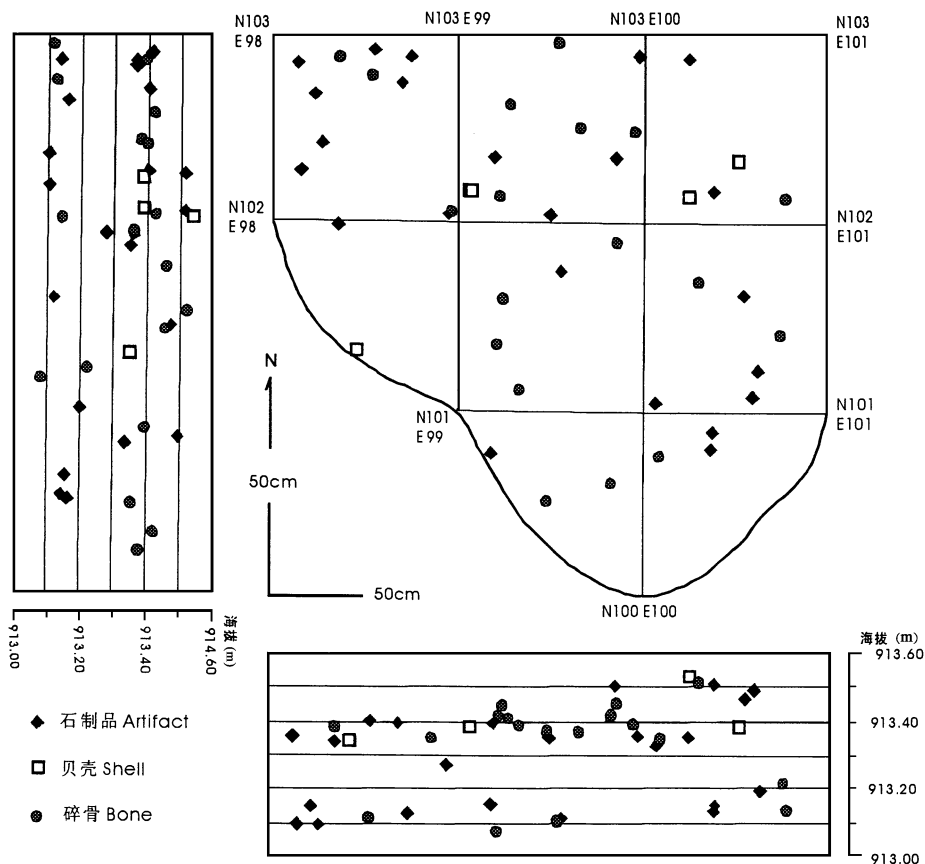 N103
E98
N103 E99
N103 E100
N103
E101
N102
E98
N102
E101
N
N101
E99
N101
E101
50cm
50cm
N100 E100
913.00
913.20
913.40
914.60
海拔(m)
海拔 (m)
913.60
913.40
913.20
913.00
石制品 Artifact
贝壳 Shell
碎骨 Bone